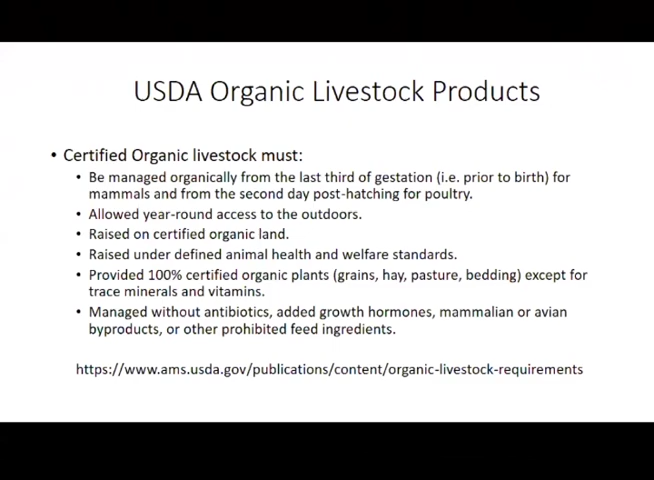 USDA Organic Livestock Products
• Certified Organic livestock must:
• Be managed organically from the last third of gestation (i.e. prior to birth) for
mammals and from the second day post-hatching for poultry.
• Allowed year-round access to the outdoors.
• Raised on certified organic land.
• Raised under defined animal health and welfare standards.
• Provided 100% certified organic plants (grains, hay, pasture, bedding) except for
trace minerals and vitamins.
• Managed without antibiotics, added growth hormones, mammalian or avian
byproducts, or other prohibited feed ingredients.
https://www.ams.usda.gov/publications/content/organic-livestock-requirements